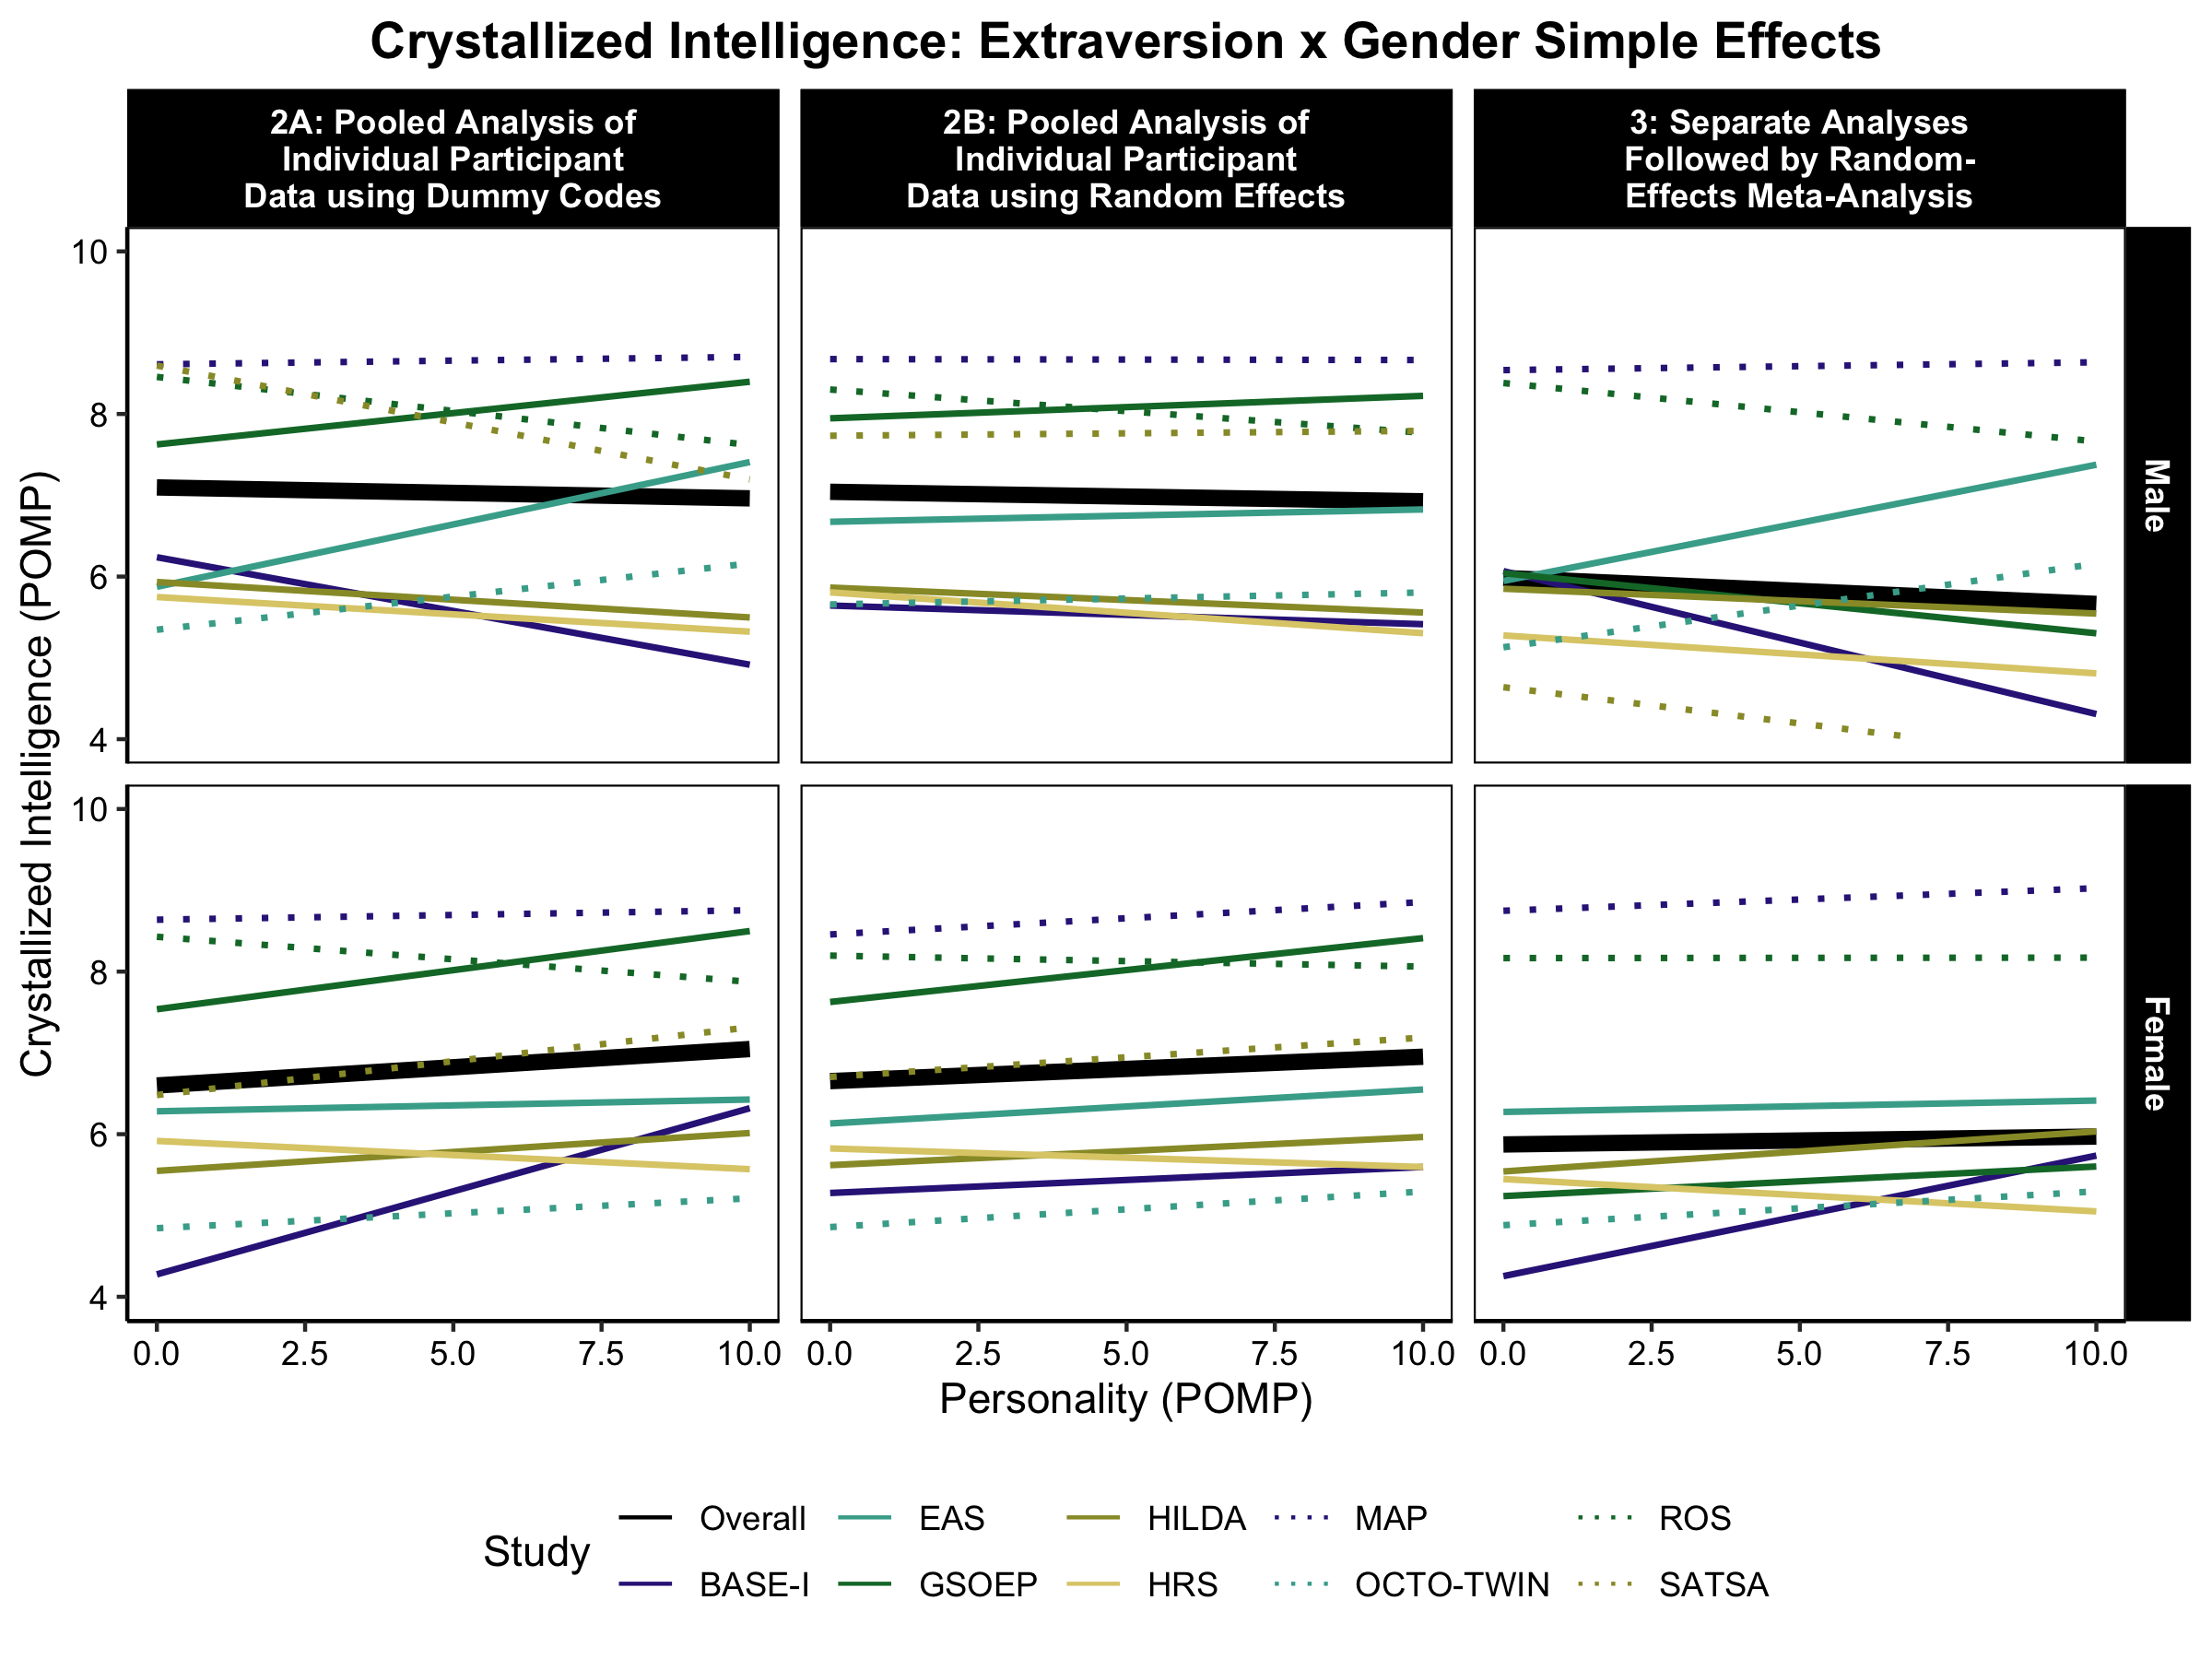 Crystallized Intelligence: Extraversion x Gender Simple Effects
2A: Pooled Analysis of
Individual Participant
Data using Dummy Codes
2B: Pooled Analysis of
Individual Participant
Data using Random Effects
3: Separate Analyses
Followed by Random-
Effects Meta-Analysis
Crystallized Intelligence (POMP)
10
8
6
4
Male
10
8
6
4
Female
0.0 2.5 5.0 7.5 10.0
0.0 2.5 5.0 7.5 10.0
0.0 2.5 5.0 7.5 10.0
Personality (POMP)
Study
Overall EAS HILDA MAP ROS
BASE-I GSOEP HRS OCTO-TWIN SATSA